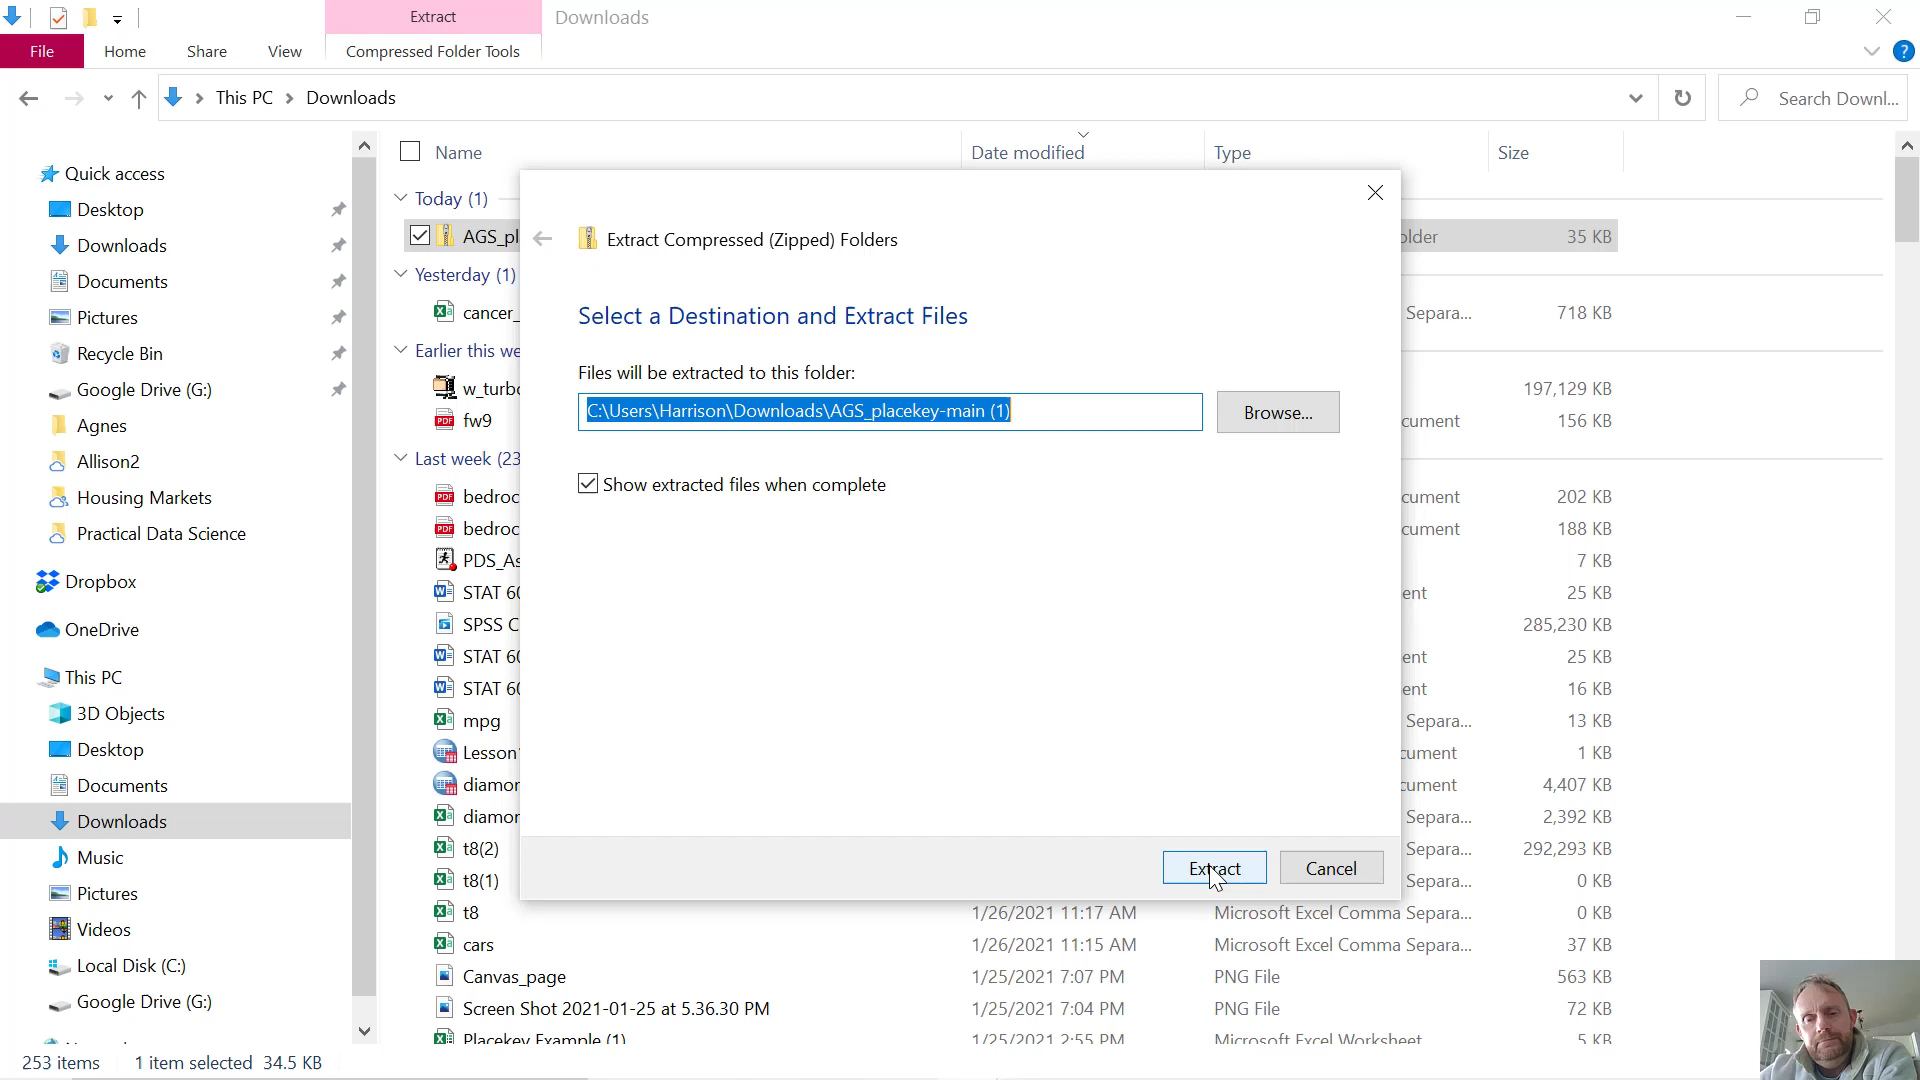 Extract
Downloads
File
Home
Share
View
Compressed Folder Tools
This PC
Downloads
Search Downl...
Name
Date modified
Type
Size
Quick access
Desktop
Downloads
Documents
Pictures
Recycle Bin
Google Drive (G:)
Agnes
Allison2
Housing Markets
Practical Data Science
Dropbox
OneDrive
This PC
3D Objects
Desktop
Documents
Downloads
Music
Pictures
Videos
Local Disk (C:)
Google Drive (G:)
Today (1)
AGS_pl
older 35 KB
Yesterday (1)
cancer_
Separa... 718 KB
Earlier this we
w_turbo
197,129 KB
fw9
cument 156 KB
Last week (23
bedroc
cument 202 KB
bedroc
cument 188 KB
PDS_As
7 KB
STAT 60
ent 25 KB
SPSS C
285,230 KB
STAT 60
ent 25 KB
STAT 60
ent 16 KB
mpg
Separa... 13 KB
Lesson
cument 1 KB
diamor
cument 4,407 KB
diamor
Separa... 2,392 KB
t8(2)
Separa... 292,293 KB
t8(1)
Separa... 0 KB
t8 1/26/2021 11:17 AM Microsoft Excel Comma Separa... 0 KB
cars 1/26/2021 11:15 AM Microsoft Excel Comma Separa... 37 KB
Canvas_page 1/25/2021 7:07 PM PNG File 563 KB
Screen Shot 2021-01-25 at 5.36.30 PM 1/25/2021 7:04 PM PNG File 72 KB
Placekey Example (1) 1/25/2021 2:55 PM Microsoft Excel Worksheet 5 KB
Extract Compressed (Zipped) Folders
Select a Destination and Extract Files
Files will be extracted to this folder:
C:\Users\Harrison\Downloads\AGS_placekey-main (1)
Browse...
Show extracted files when complete
Extract
Cancel
253 items
1 item selected 34.5 KB